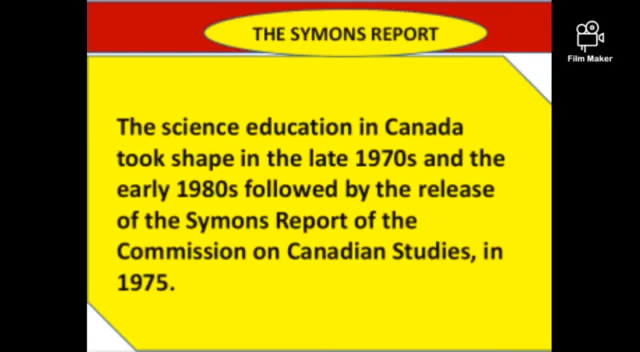 THE SYMONS REPORT
Film Maker
The science education in Canada
took shape in the late 1970s and the
early 1980s followed by the release
of the Symons Report of the
Commission on Canadian Studies, in
1975.